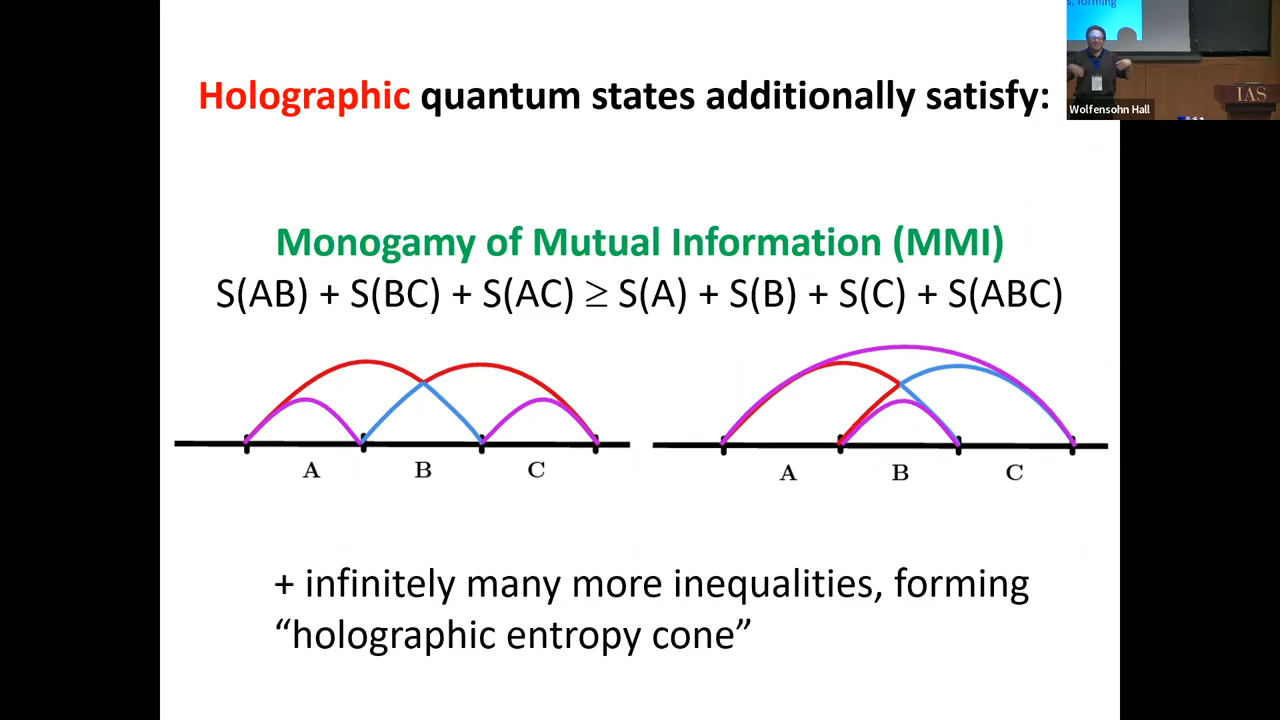 s, forming
IAS
Wolfensohn Hall
Holographic quantum states additionally satisfy:
Monogamy of Mutual Information (MMI)
S(AB) + S(BC) + S(AC) ≥ S(A) + S(B) + S(C) + S(ABC)
A B C
A B C
+ infinitely many more inequalities, forming
“holographic entropy cone”